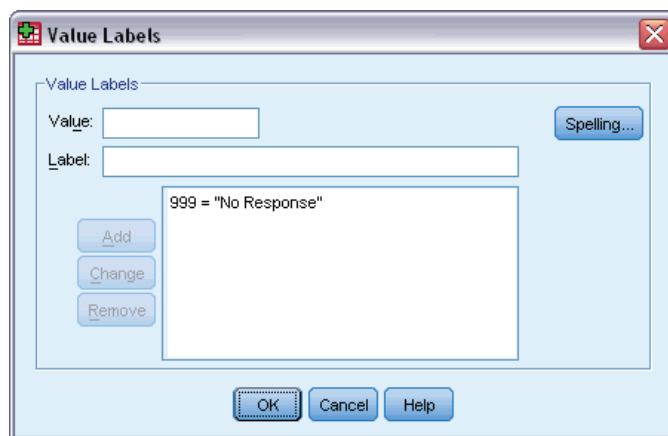 Value Labels
Value Labels
Value:
Spelling...
Label:
999 = "No Response"
Add
Change
Remove
OK Cancel Help